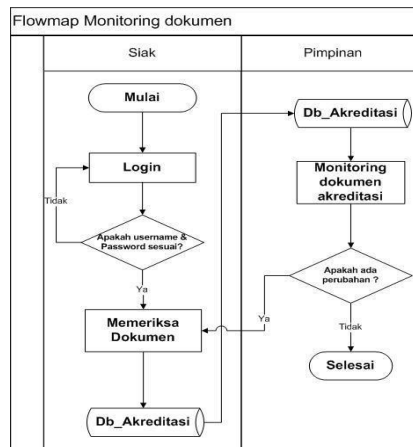 Flowmap Monitoring dokumen
Siak
Pimpinan
Mulai
Login
Tidak
Apakah username &
Password sesuai?
Ya
Memeriksa
Dokumen
Db_Akreditasi
Db_Akreditasi
Monitoring
dokumen
akreditasi
Apakah ada
perubahan ?
Ya
Tidak
Selesai